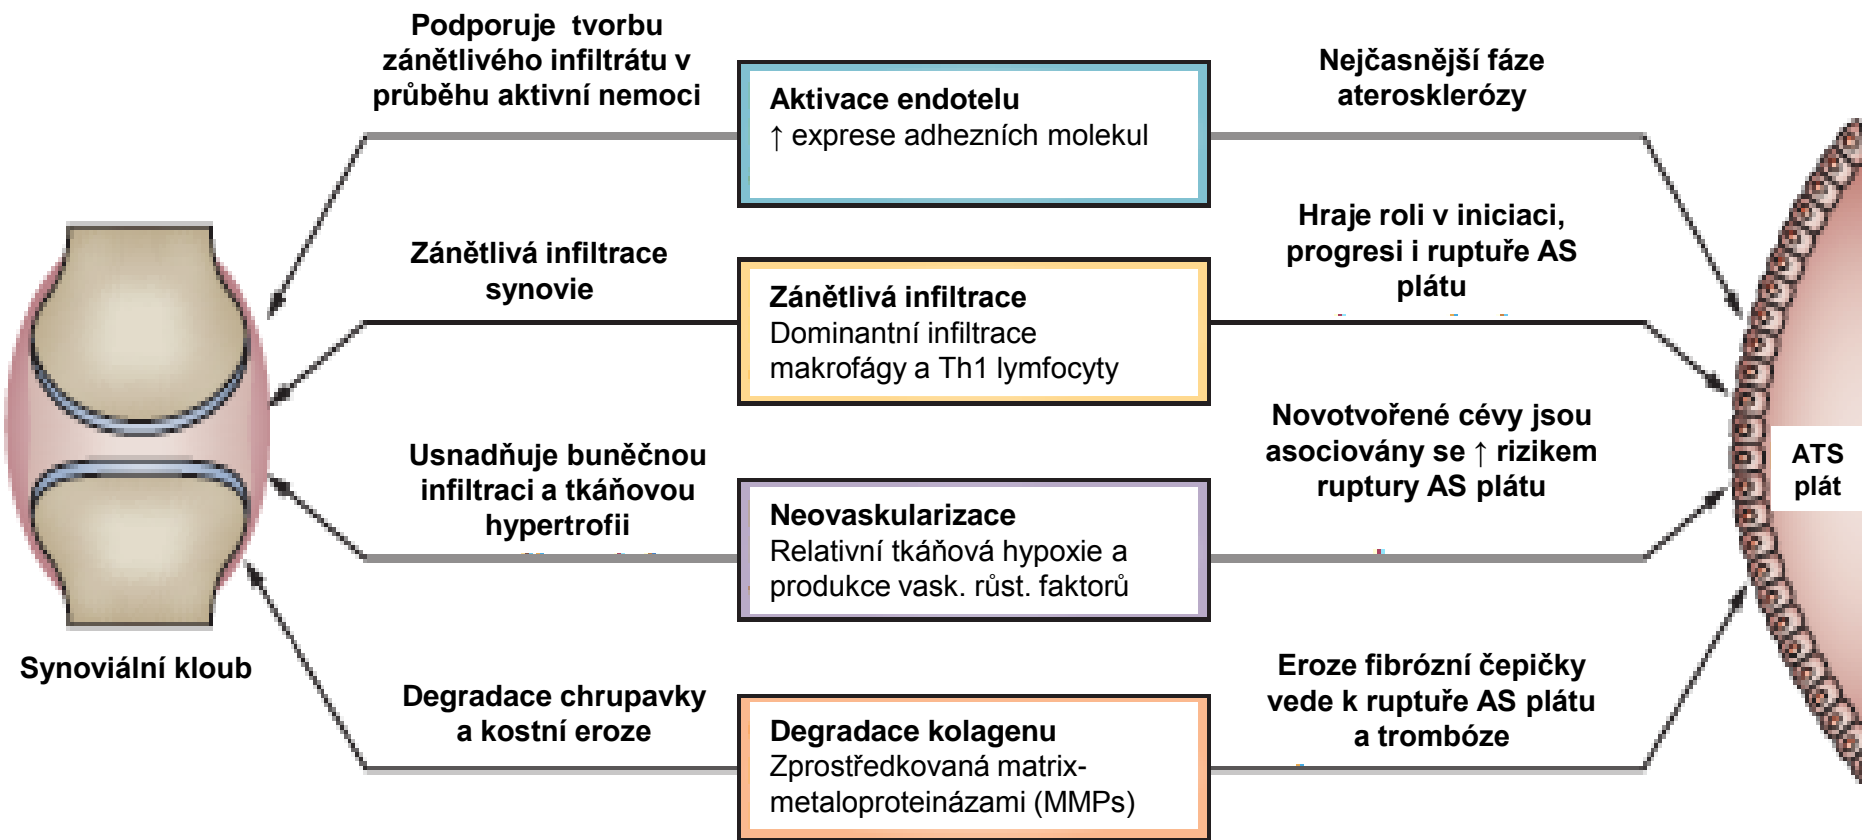 Podporuje tvorbu
zánětlivého infiltrátu v
průběhu aktivní nemoci
Aktivace endotelu
↑ exprese adhezních molekul
Nejčasnější fáze
aterosklerózy
Zánětlivá infiltrace
synovie
Zánětlivá infiltrace
Dominantní infiltrace
makrofágy a Th1 lymfocyty
Hraje roli v iniciaci,
progresi i ruptuře AS
plátu
Usnadňuje buněčnou
infiltraci a tkáňovou
hypertrofii
Neovaskularizace
Relativní tkáňová hypoxie a
produkce vask. růst. faktorů
Novotvořené cévy jsou
asociovány se ↑ rizikem
ruptury AS plátu
ATS
plát
Synoviální kloub
Degradace chrupavky
a kostní eroze
Degradace kolagenu
Zprostředkovaná matrix-
metaloproteinázami (MMPs)
Eroze fibrózní čepičky
vede k ruptuře AS plátu
a trombóze